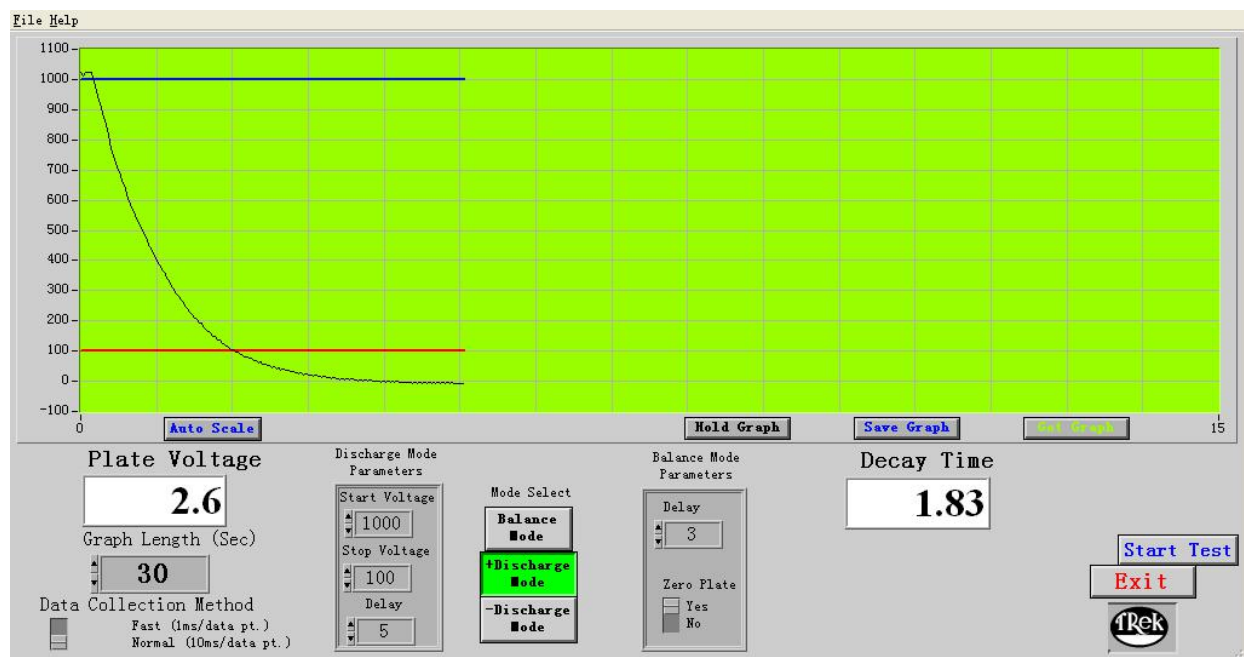 File Help
1100
1000
900
800
700
600
500
400
300
200
100
0
-100
0
15
Auto Scale
Hold Graph
Save Graph
Get Graph
Plate Voltage
2.6
Graph Length (Sec)
30
Data Collection Method
Fast (1ms/data pt.)
Normal (10ms/data pt.)
Discharge Mode
Parameters
Start Voltage
1000
Stop Voltage
100
Delay
5
Mode Select
Balance
Mode
+Discharge
Mode
-Discharge
Mode
Balance Mode
Parameters
Delay
3
Zero Plate
Yes
No
Decay Time
1.83
Start Test
Exit
TRek